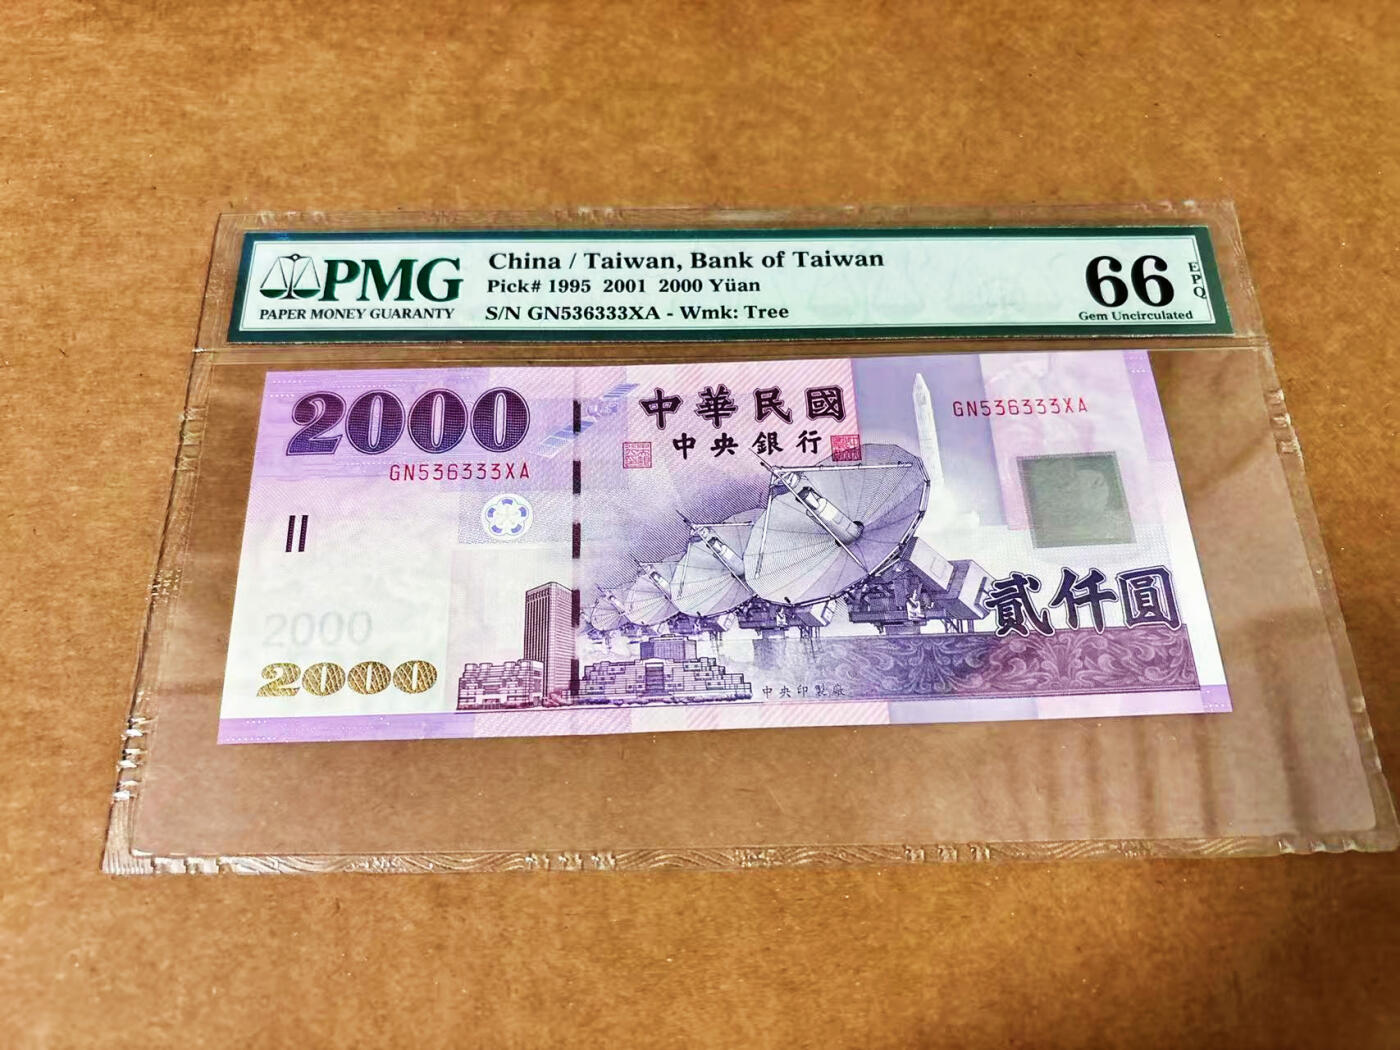 PMG
PAPER MONEY GUARANTY
China / Taiwan, Bank of Taiwan
Pick# 1995 2001 2000 Yüan
S/N GN536333XA - Wmk: Tree
66
EPQ
Gem Uncirculated
2000
中華民國
中央銀行
GN536333XA
GN536333XA
貳仟圓
2000
2000
中央印製廠